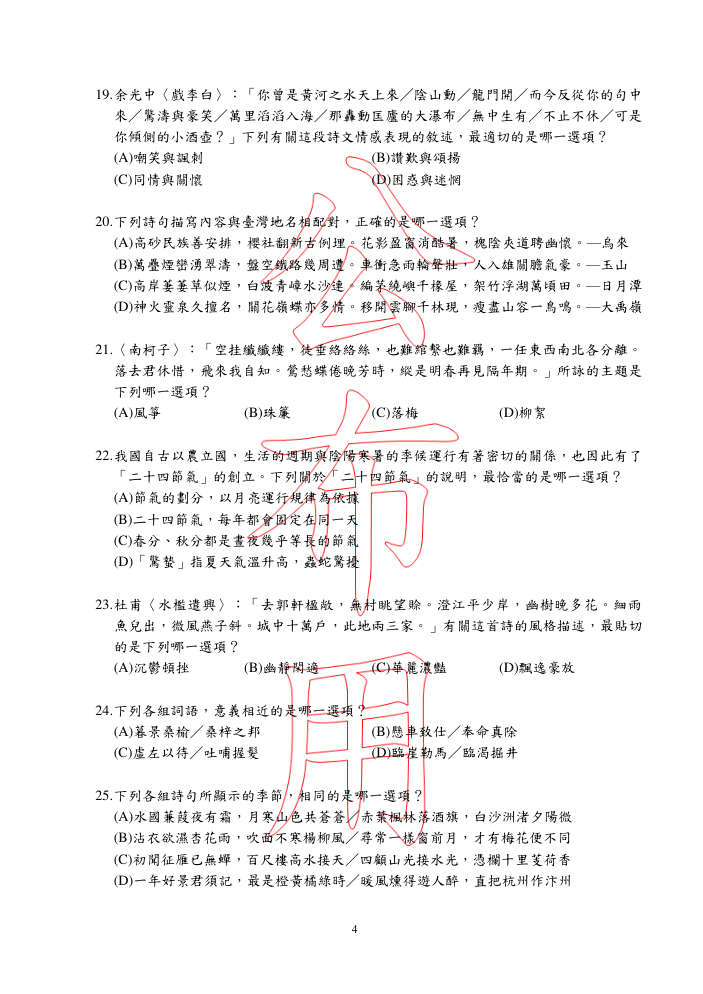 19.余光中〈戲李白〉：「你曾是黃河之水天上來╱陰山動╱龍門開╱而今反從你的句中
來╱驚濤與豪笑╱萬里滔滔入海╱那轟動匡廬的大瀑布╱無中生有╱不止不休╱可是
你傾側的小酒壺？」下列有關這段詩文情感表現的敘述，最適切的是哪一選項？
(A)嘲笑與諷刺 (B)讚歎與頌揚
(C)同情與關懷 (D)困惑與迷惘
20.下列詩句描寫內容與臺灣地名相配對，正確的是哪一選項？
(A)高砂民族善安排，櫻社翻新古例埋。花影盈窗消酷暑，槐陰夾道聘幽懷。—烏來
(B)萬疊煙巒湧翠濤，盤空鐵路幾周遭。車衝急雨輪聲壯，人入雄關膽氣豪。—玉山
(C)高岸萋萋草似煙，白波青嶂水沙連。編茅繞嶼千椽屋，架竹浮湖萬頃田。—日月潭
(D)神火靈泉久擅名，關花嶺蝶亦多情。移開雲腳千林現，瘦盡山容一鳥鳴。—大禹嶺
21.〈南柯子〉：「空挂纖纖縷，徒垂絡絡絲，也難綰繫也難羈，一任東西南北各分離。
落去君休惜，飛來我自知。鶯愁蝶倦晚芳時，縱是明春再見隔年期。」所詠的主題是
下列哪一選項？
(A)風箏 (B)珠簾 (C)落梅 (D)柳絮
22.我國自古以農立國，生活的週期與陰陽寒暑的季候運行有著密切的關係，也因此有了
「二十四節氣」的創立。下列關於「二十四節氣」的說明，最恰當的是哪一選項？
(A)節氣的劃分，以月亮運行規律為依據
(B)二十四節氣，每年都會固定在同一天
(C)春分、秋分都是晝夜幾乎等長的節氣
(D)「驚蟄」指夏天氣溫升高，蟲蛇驚擾
23.杜甫〈水檻遣興〉：「去郭軒楹敞，無村眺望賒。澄江平少岸，幽樹晚多花。細雨
魚兒出，微風燕子斜。城中十萬戶，此地兩三家。」有關這首詩的風格描述，最貼切
的是下列哪一選項？
(A)沉鬱頓挫 (B)幽靜閑適 (C)華麗濃豔 (D)飄逸豪放
24.下列各組詞語，意義相近的是哪一選項？
(A)暮景桑榆╱桑梓之邦 (B)懸車致仕╱奉命真除
(C)虛左以待╱吐哺握髮 (D)臨崖勒馬╱臨渴掘井
25.下列各組詩句所顯示的季節，相同的是哪一選項？
(A)水國蒹葭夜有霜，月寒山色共蒼蒼╱赤葉楓林落酒旗，白沙洲渚夕陽微
(B)沾衣欲濕杏花雨，吹面不寒楊柳風╱尋常一樣窗前月，才有梅花便不同
(C)初聞征雁已無蟬，百尺樓高水接天╱四顧山光接水光，憑欄十里芰荷香
(D)一年好景君須記，最是橙黃橘綠時╱暖風燻得遊人醉，直把杭州作汴州
公布用
4